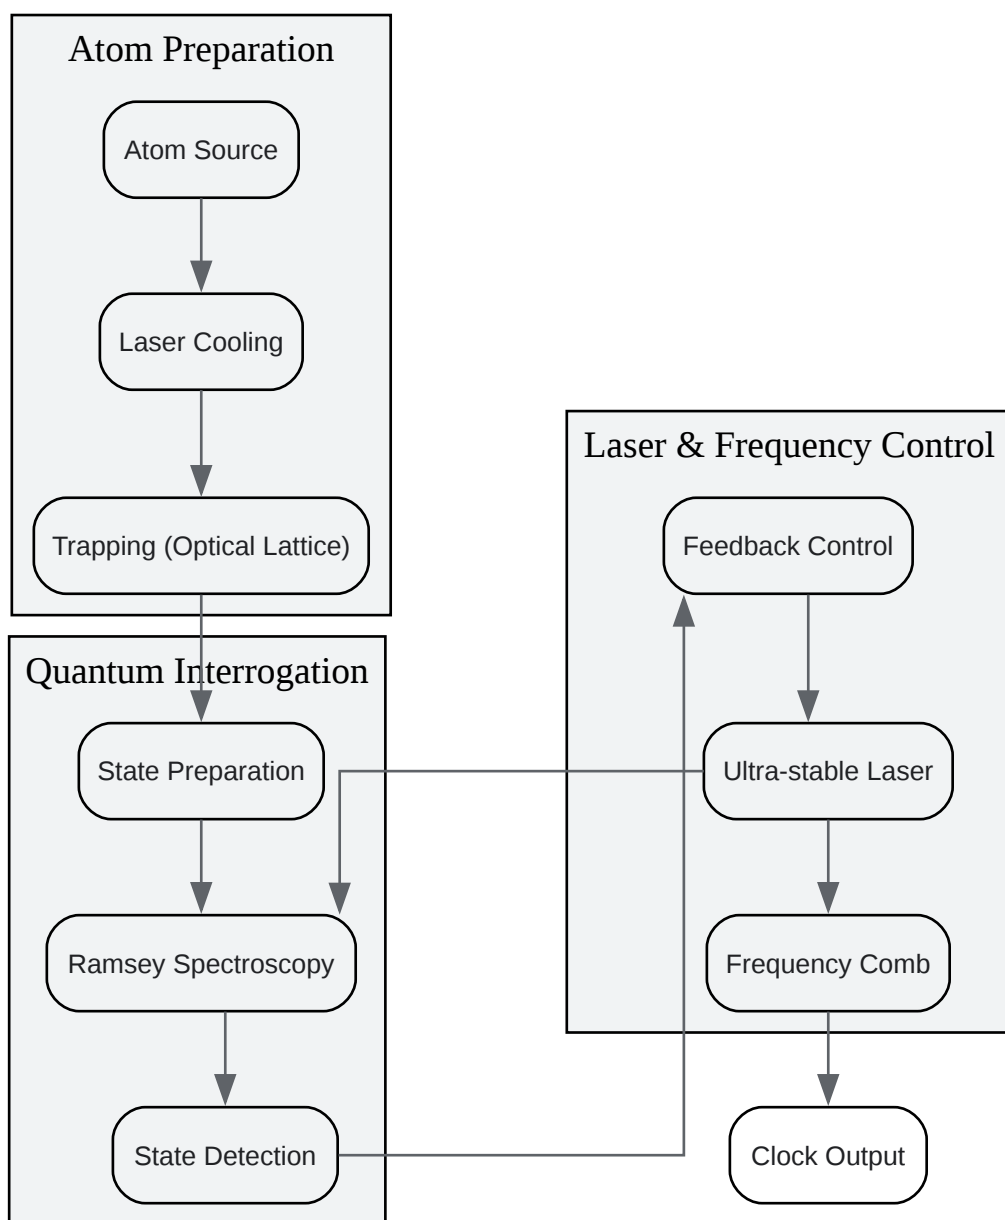 Atom Preparation
Atom Source
Laser Cooling
Trapping (Optical Lattice)
Quantum Interrogation
State Preparation
Ramsey Spectroscopy
State Detection
Laser & Frequency Control
Feedback Control
Ultra-stable Laser
Frequency Comb
Clock Output